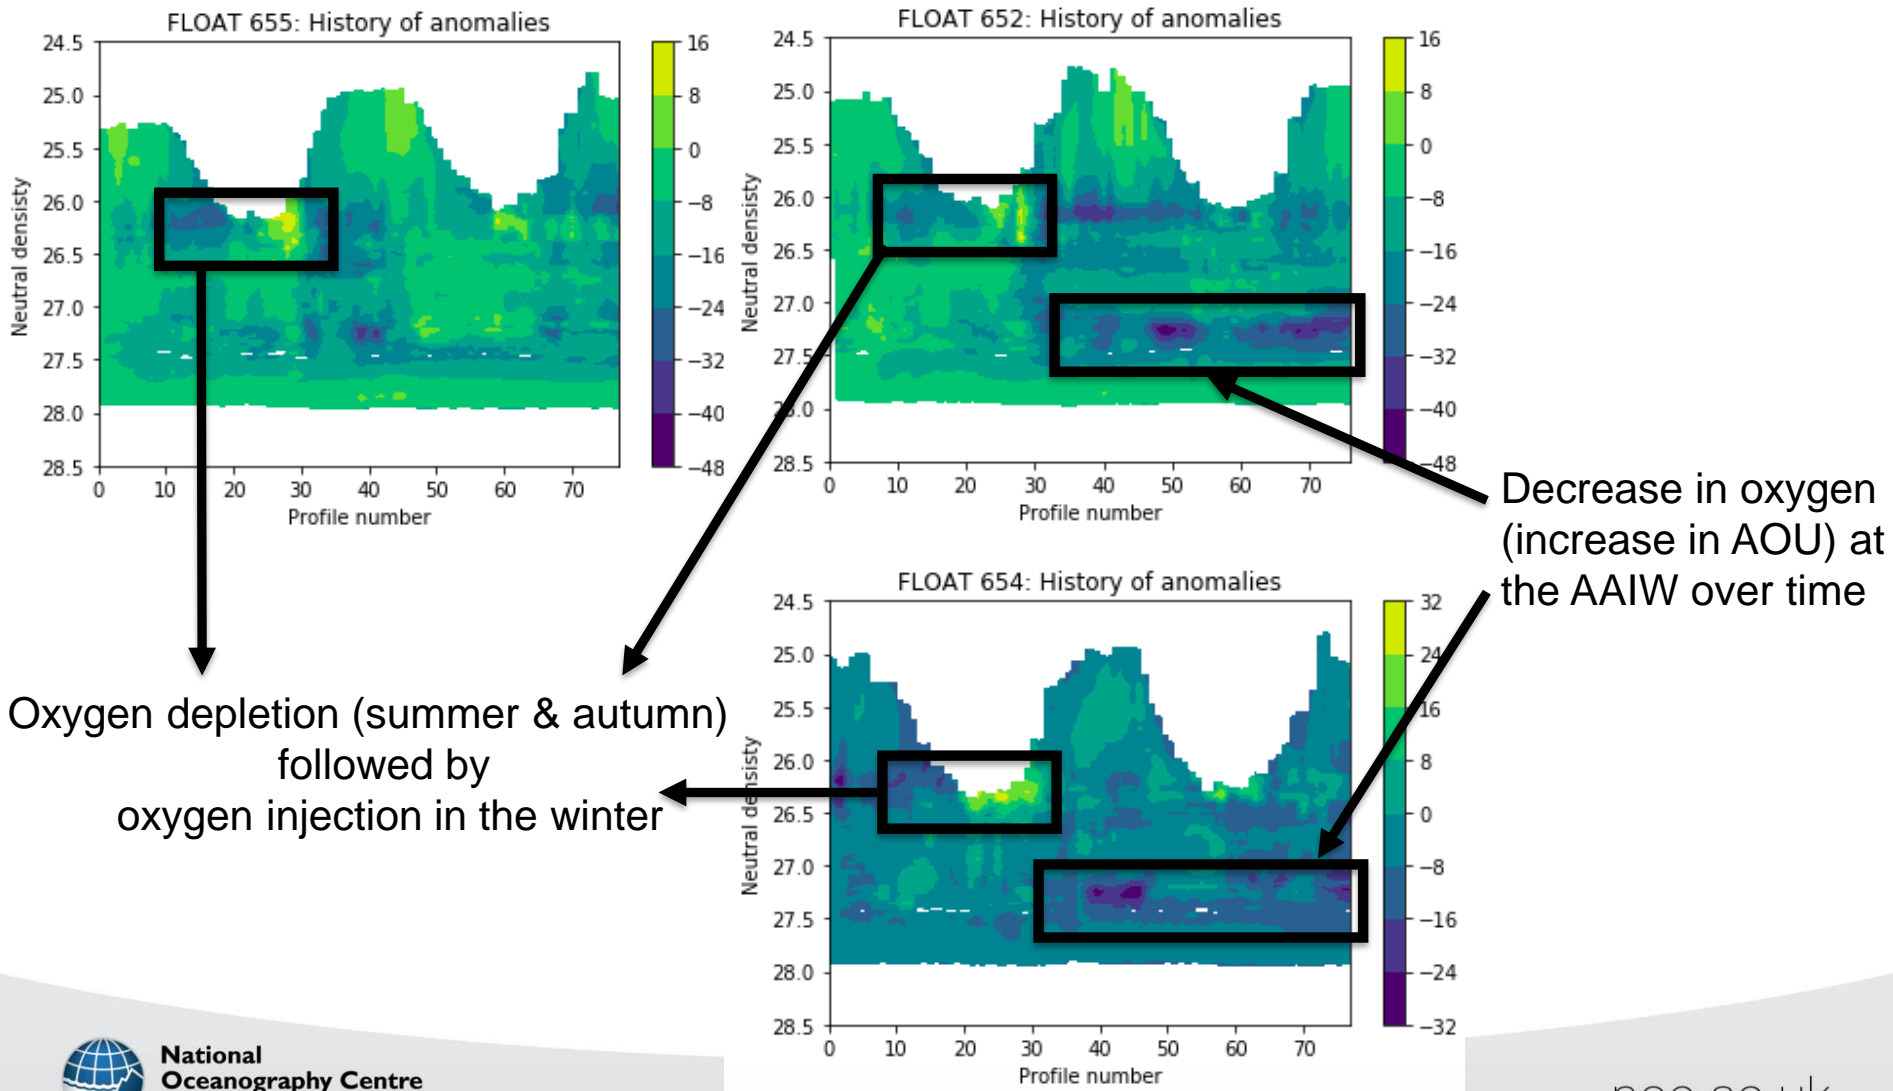 FLOAT 655: History of anomalies
24.5
25.0
25.5
26.0
26.5
27.0
27.5
28.0
28.5
Neutral densisty
0 10 20 30 40 50 60 70
Profile number
16
8
0
−8
−16
−24
−32
−40
−48
FLOAT 652: History of anomalies
24.5
25.0
25.5
26.0
26.5
27.0
27.5
28.0
28.5
Neutral densisty
0 10 20 30 40 50 60 70
Profile number
16
8
0
−8
−16
−24
−32
−40
−48
Decrease in oxygen
(increase in AOU) at
the AAIW over time
Oxygen depletion (summer & autumn)
followed by
oxygen injection in the winter
FLOAT 654: History of anomalies
24.5
25.0
25.5
26.0
26.5
27.0
27.5
28.0
28.5
Neutral densisty
0 10 20 30 40 50 60 70
Profile number
32
24
16
8
0
−8
−16
−24
−32
National
Oceanography Centre